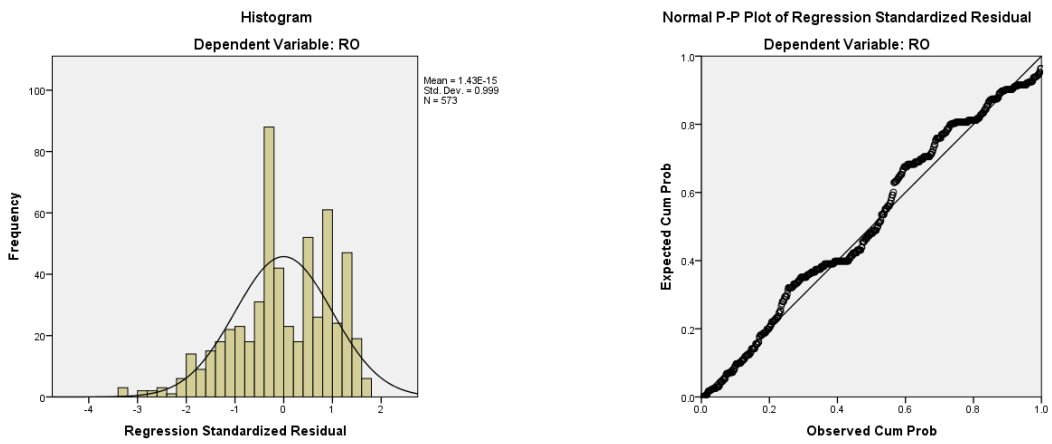 Histogram
Dependent Variable: RO
Mean = 1.43E-15
Std. Dev. = 0.999
N = 573
Frequency
100
80
60
40
20
0
-4 -2 -1 0 1 2
Regression Standardized Residual
Normal P-P Plot of Regression Standardized Residual
Dependent Variable: RO
Expected Cum Prob
1.0
0.8
0.6
0.4
0.2
0.0
0.0 0.2 0.4 0.6 0.8 1.0
Observed Cum Prob